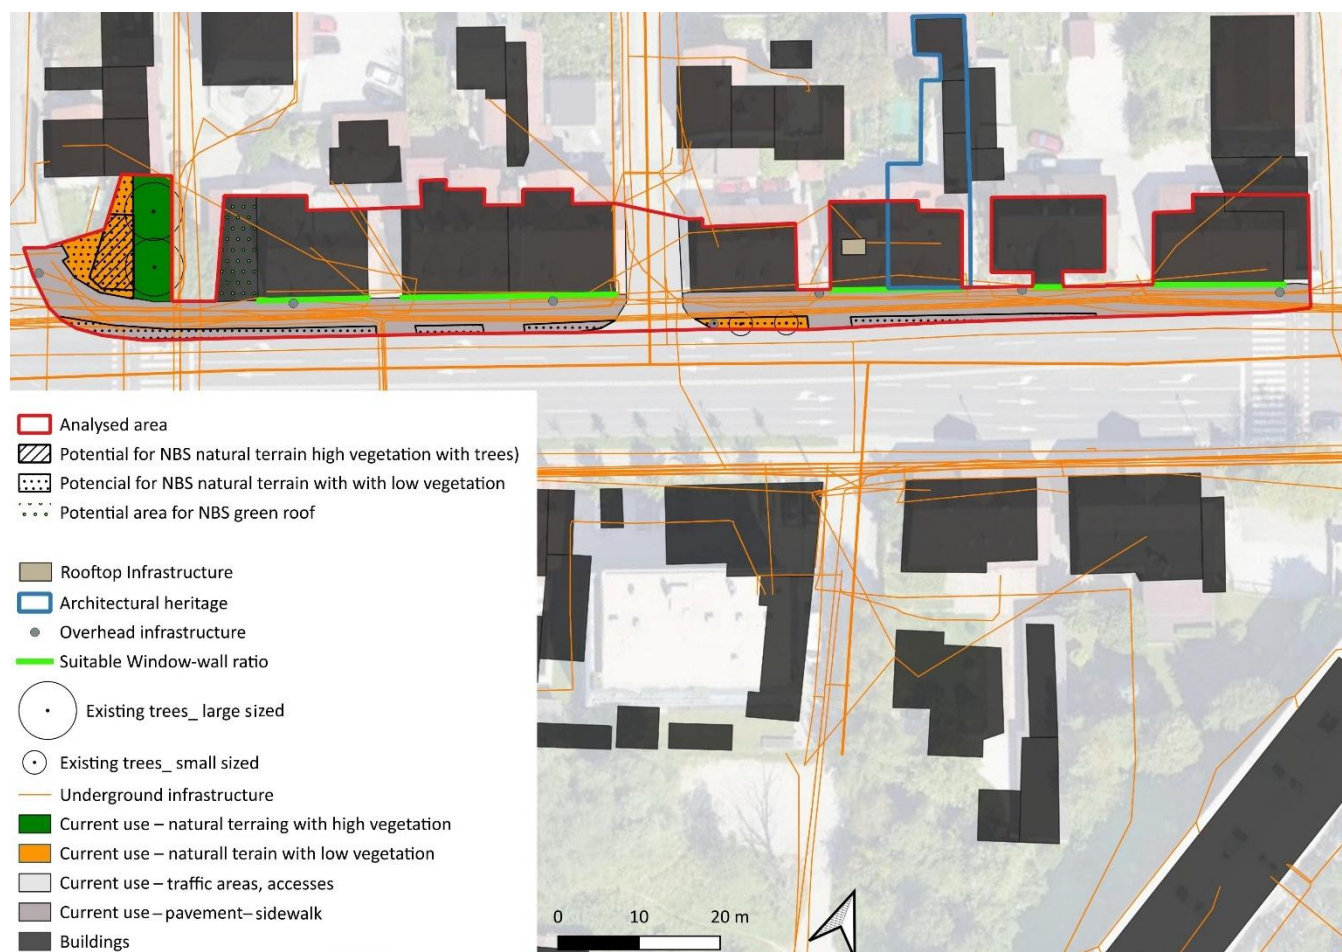 Analysed area
Potential for NBS natural terrain high vegetation with trees)
Potencial for NBS natural terrain with with low vegetation
Potential area for NBS green roof
Rooftop Infrastructure
Architectural heritage
Overhead infrastructure
Suitable Window-wall ratio
Existing trees_ large sized
Existing trees_ small sized
Underground infrastructure
Current use – natural terraing with high vegetation
Current use – naturall terain with low vegetation
Current use – traffic areas, accesses
Current use – pavement– sidewalk
Buildings
0 10 20 m